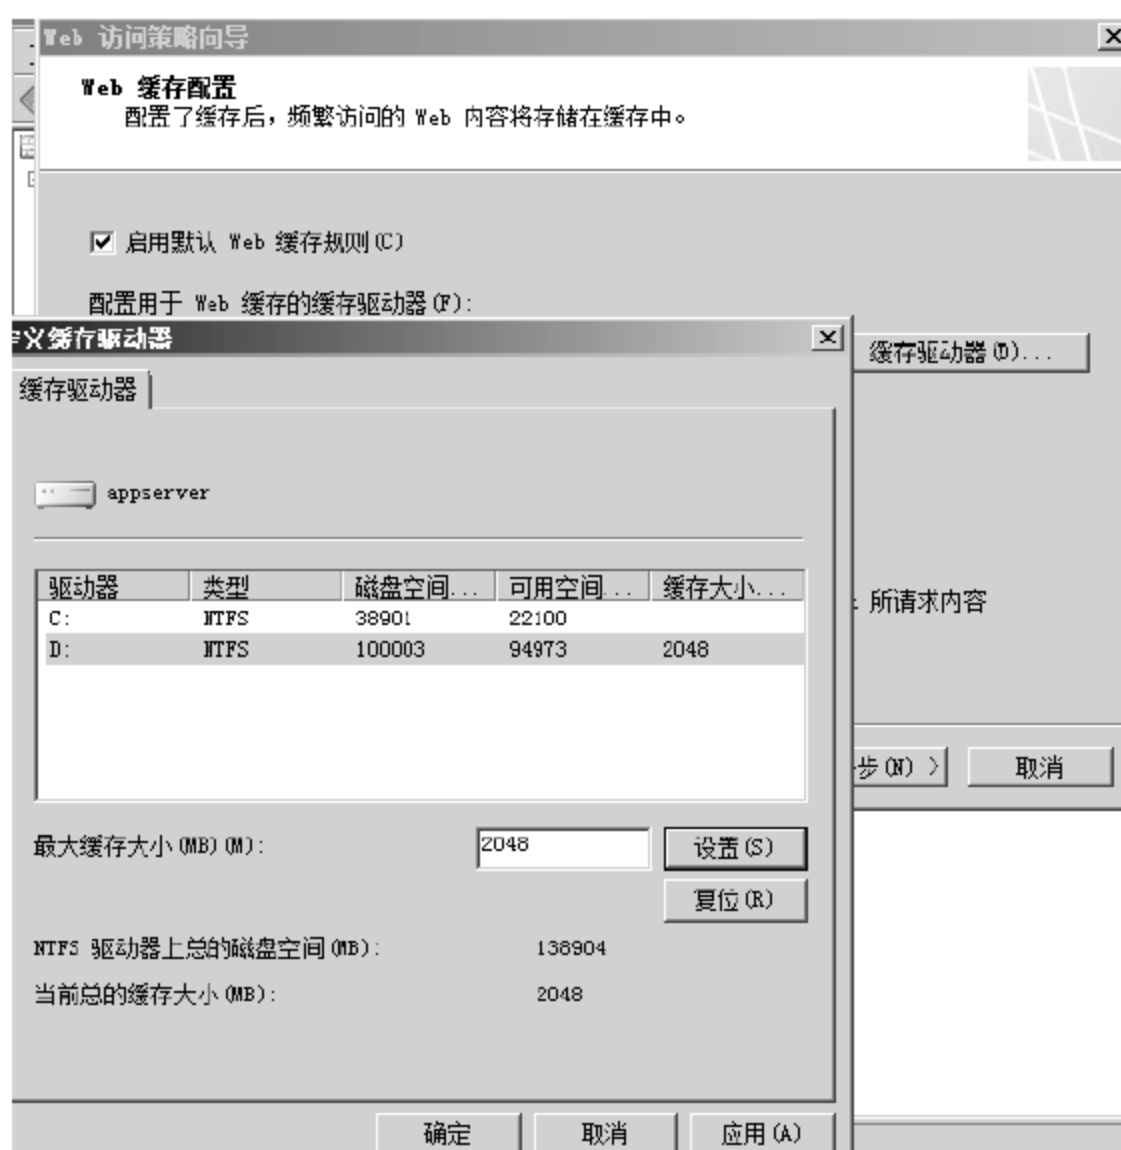 Web 访问策略向导
Web 缓存配置
配置了缓存后，频繁访问的 Web 内容将存储在缓存中。
启用默认 Web 缓存规则(C)
配置用于 Web 缓存的缓存驱动器(F):
义缓存驱动器
缓存驱动器(D)...
缓存驱动器
appserver
驱动器 类型 磁盘空间... 可用空间... 缓存大小...
C: NTFS 38901 22100
D: NTFS 100003 94973 2048
所请求内容
步(N) > 取消
最大缓存大小(MB)(M): 2048 设置(S)
复位(R)
NTFS 驱动器上总的磁盘空间(MB): 138904
当前总的缓存大小(MB): 2048
确定 取消 应用(A)